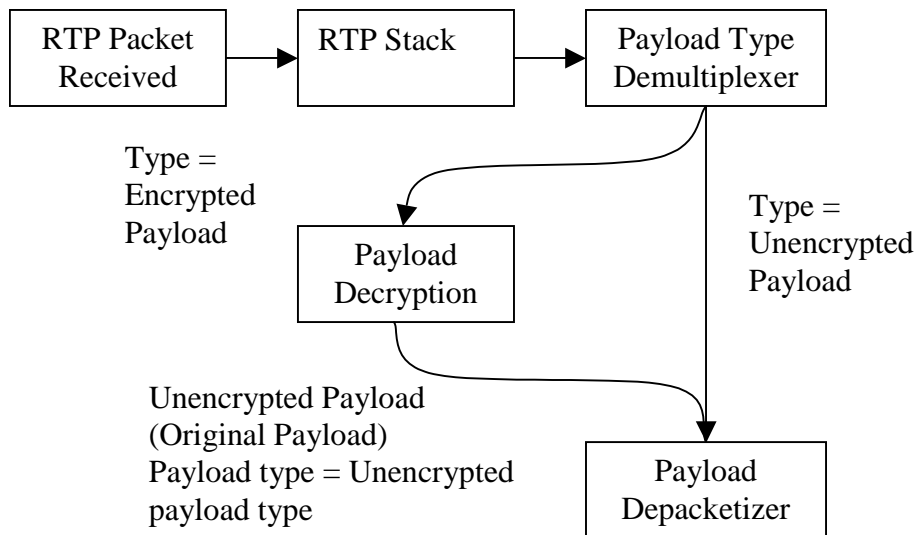 RTP Packet
Received
RTP Stack
Payload Type
Demultiplexer
Type =
Encrypted
Payload
Type =
Unencrypted
Payload
Payload
Decryption
Unencrypted Payload
(Original Payload)
Payload type = Unencrypted
payload type
Payload
Depacketizer